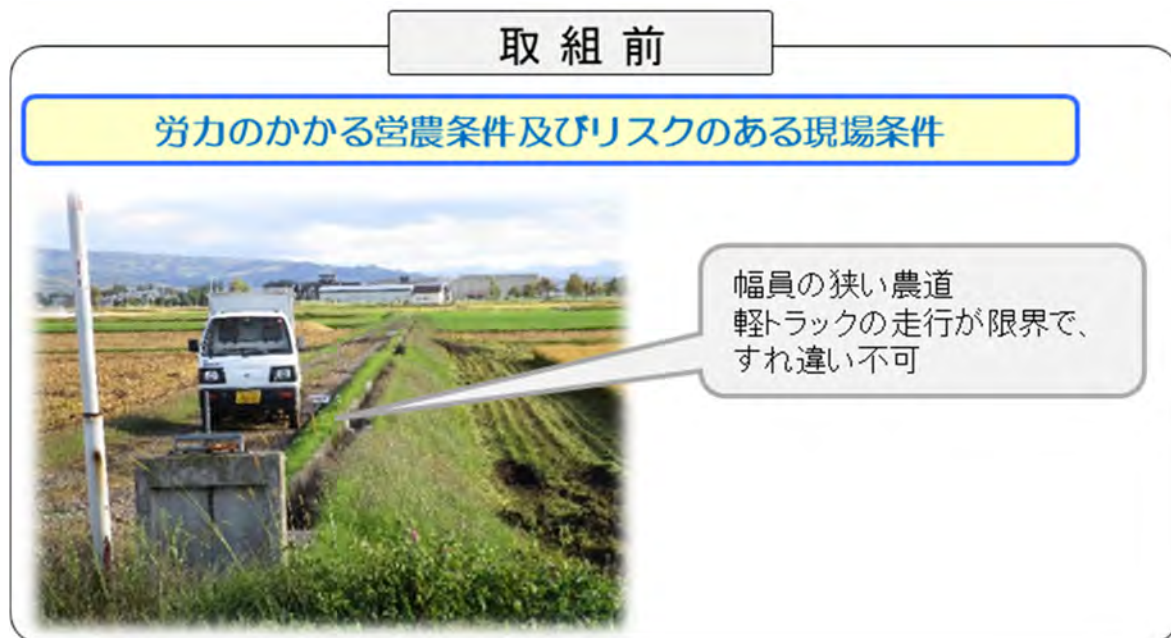 取組前
労力のかかる営農条件及びリスクのある現場条件
幅員の狭い農道
軽トラックの走行が限界で、
すれ違い不可